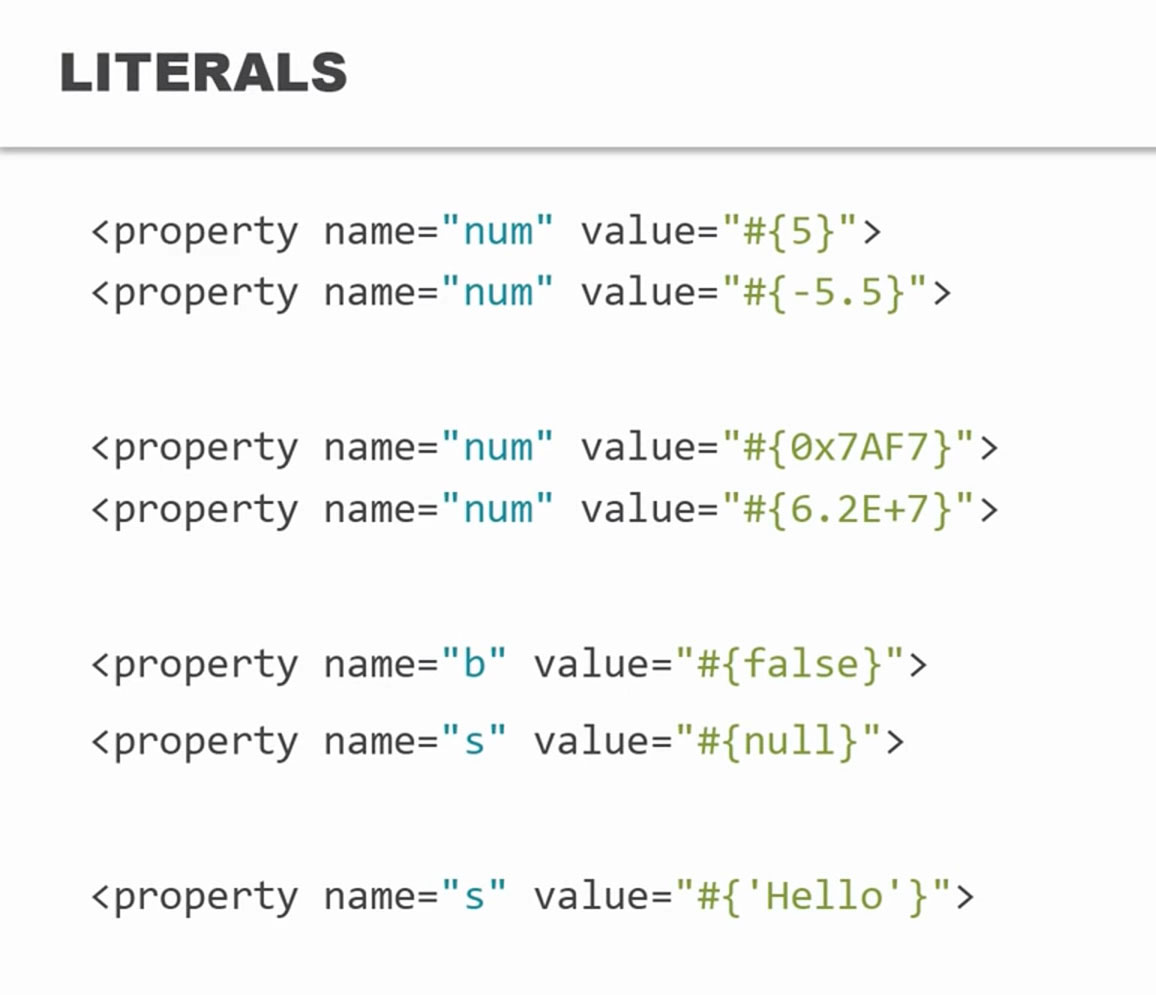 LITERALS
<property name="num" value="#{5}">
<property name="num" value="#{-5.5}">
<property name="num" value="#{0x7AF7}">
<property name="num" value="#{6.2E+7}">
<property name="b" value="#{false}">
<property name="s" value="#{null}">
<property name="s" value="#{'Hello'}">